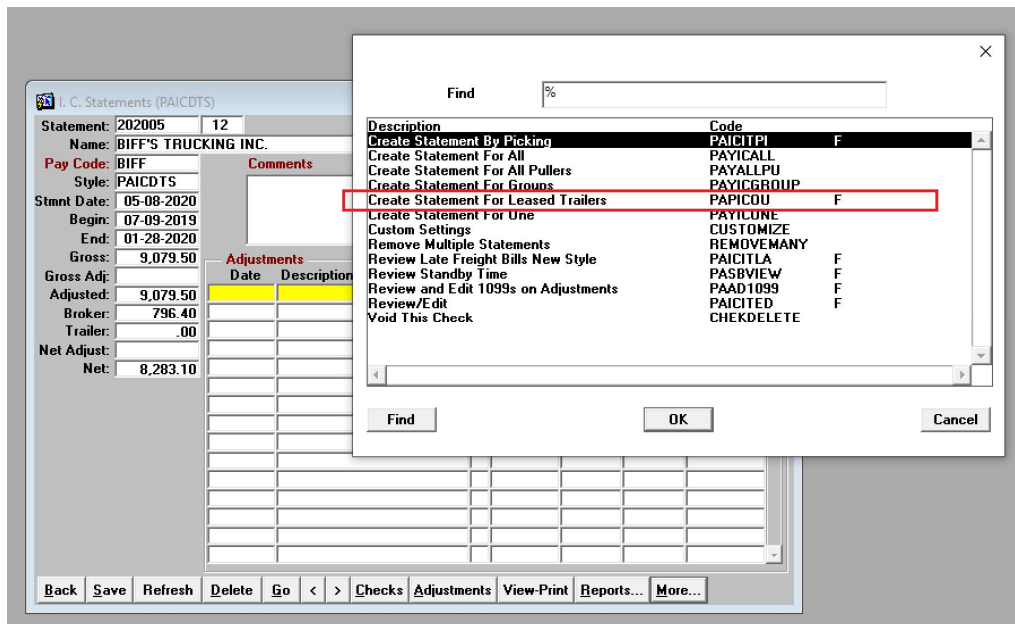 I. C. Statements (PAICDTS)
Statement: 202005 12
Name: BIFF'S TRUCKING INC.
Pay Code: BIFF
Style: PAICDTS
Stmnt Date: 05-08-2020
Begin: 07-09-2019
End: 01-28-2020
Gross: 9,079.50
Gross Adj:
Adjusted: 9,079.50
Broker: 796.40
Trailer: .00
Net Adjust:
Net: 8,283.10
Comments
Adjustments
Date Description
Find %
Description Code
Create Statement By Picking PAICITPI F
Create Statement For All PAYICALL
Create Statement For All Pullers PAYALLPU
Create Statement For Groups PAYICGROUP
Create Statement For Leased Trailers PAPICOU F
Create Statement For One PAYICONE
Custom Settings CUSTOMIZE
Remove Multiple Statements REMOVEMANY
Review Late Freight Bills New Style PAICITLA F
Review Standby Time PASBVIEW F
Review and Edit 1099s on Adjustments PAAD1099 F
Review/Edit PAICITED F
Void This Check CHEKDELETE
Find OK Cancel
Back Save Refresh Delete Go < > Checks Adjustments View-Print Reports... More...